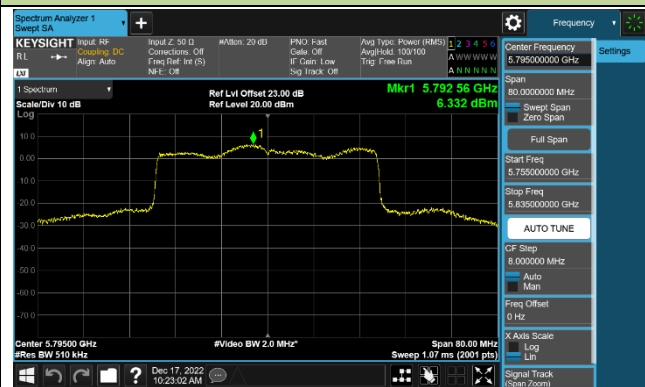 Spectrum Analyzer 1
Swept SA
Frequency
KEYSIGHT
Input: RF
Coupling: DC
Align: Auto
Input Z: 50 Ω
Corrections: Off
Freq Ref: Int (S)
NFE: Off
#Atten: 20 dB
PNO: Fast
Gate: Off
IF Gain: Low
Sig Track: Off
Avg Type: Power (RMS)
Avg|Hold: 100/100
Trig: Free Run
1 2 3 4 5 6
A W W W W W
A N N N N N
RL
LXI
1 Spectrum
Scale/Div 10 dB
Log
Ref Lvl Offset 23.00 dB
Ref Level 20.00 dBm
Mkr1 5.792 56 GHz
6.332 dBm
1
10.0
0.00
-10.0
-20.0
-30.0
-40.0
-50.0
-60.0
-70.0
Center 5.79500 GHz
#Res BW 510 kHz
#Video BW 2.0 MHz*
Span 80.00 MHz
Sweep 1.07 ms (2001 pts)
Dec 17, 2022
10:23:02 AM
Center Frequency
5.795000000 GHz
Span
80.0000000 MHz
Swept Span
Zero Span
Full Span
Start Freq
5.755000000 GHz
Stop Freq
5.835000000 GHz
AUTO TUNE
CF Step
8.000000 MHz
Auto
Man
Freq Offset
0 Hz
X Axis Scale
Log
Lin
Signal Track
(Span Zoom)
Settings